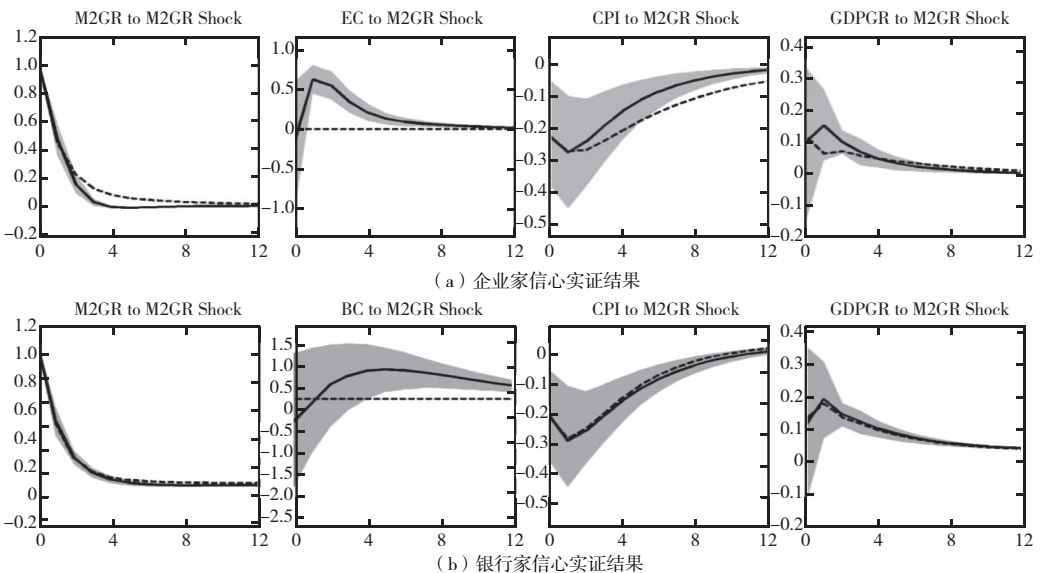 M2GR to M2GR Shock EC to M2GR Shock CPI to M2GR Shock GDPGR to M2GR Shock
1.2 1.0 0 0.4
1.0 0.5 -0.1 0.3
0.8 0 -0.2 0.2
0.6 -0.5 -0.3 0.1
0.4 -1.0 -0.4 0
0.2 -0.5 -0.1
0 -0.2
-0.2
0 4 8 12 0 4 8 12 0 4 8 12 0 4 8 12
(a)企业家信心实证结果
M2GR to M2GR Shock BC to M2GR Shock CPI to M2GR Shock GDPGR to M2GR Shock
1.2 1.5 0 0.4
1.0 1.0 -0.1 0.3
0.8 0.5 -0.2 0.2
0.6 0 -0.3 0.1
0.4 -0.5 -0.4 0
0.2 -1.0 -0.5 -0.1
0 -1.5 -0.2
-0.2 -2.0
-2.5
0 4 8 12 0 4 8 12 0 4 8 12 0 4 8 12
(b)银行家信心实证结果